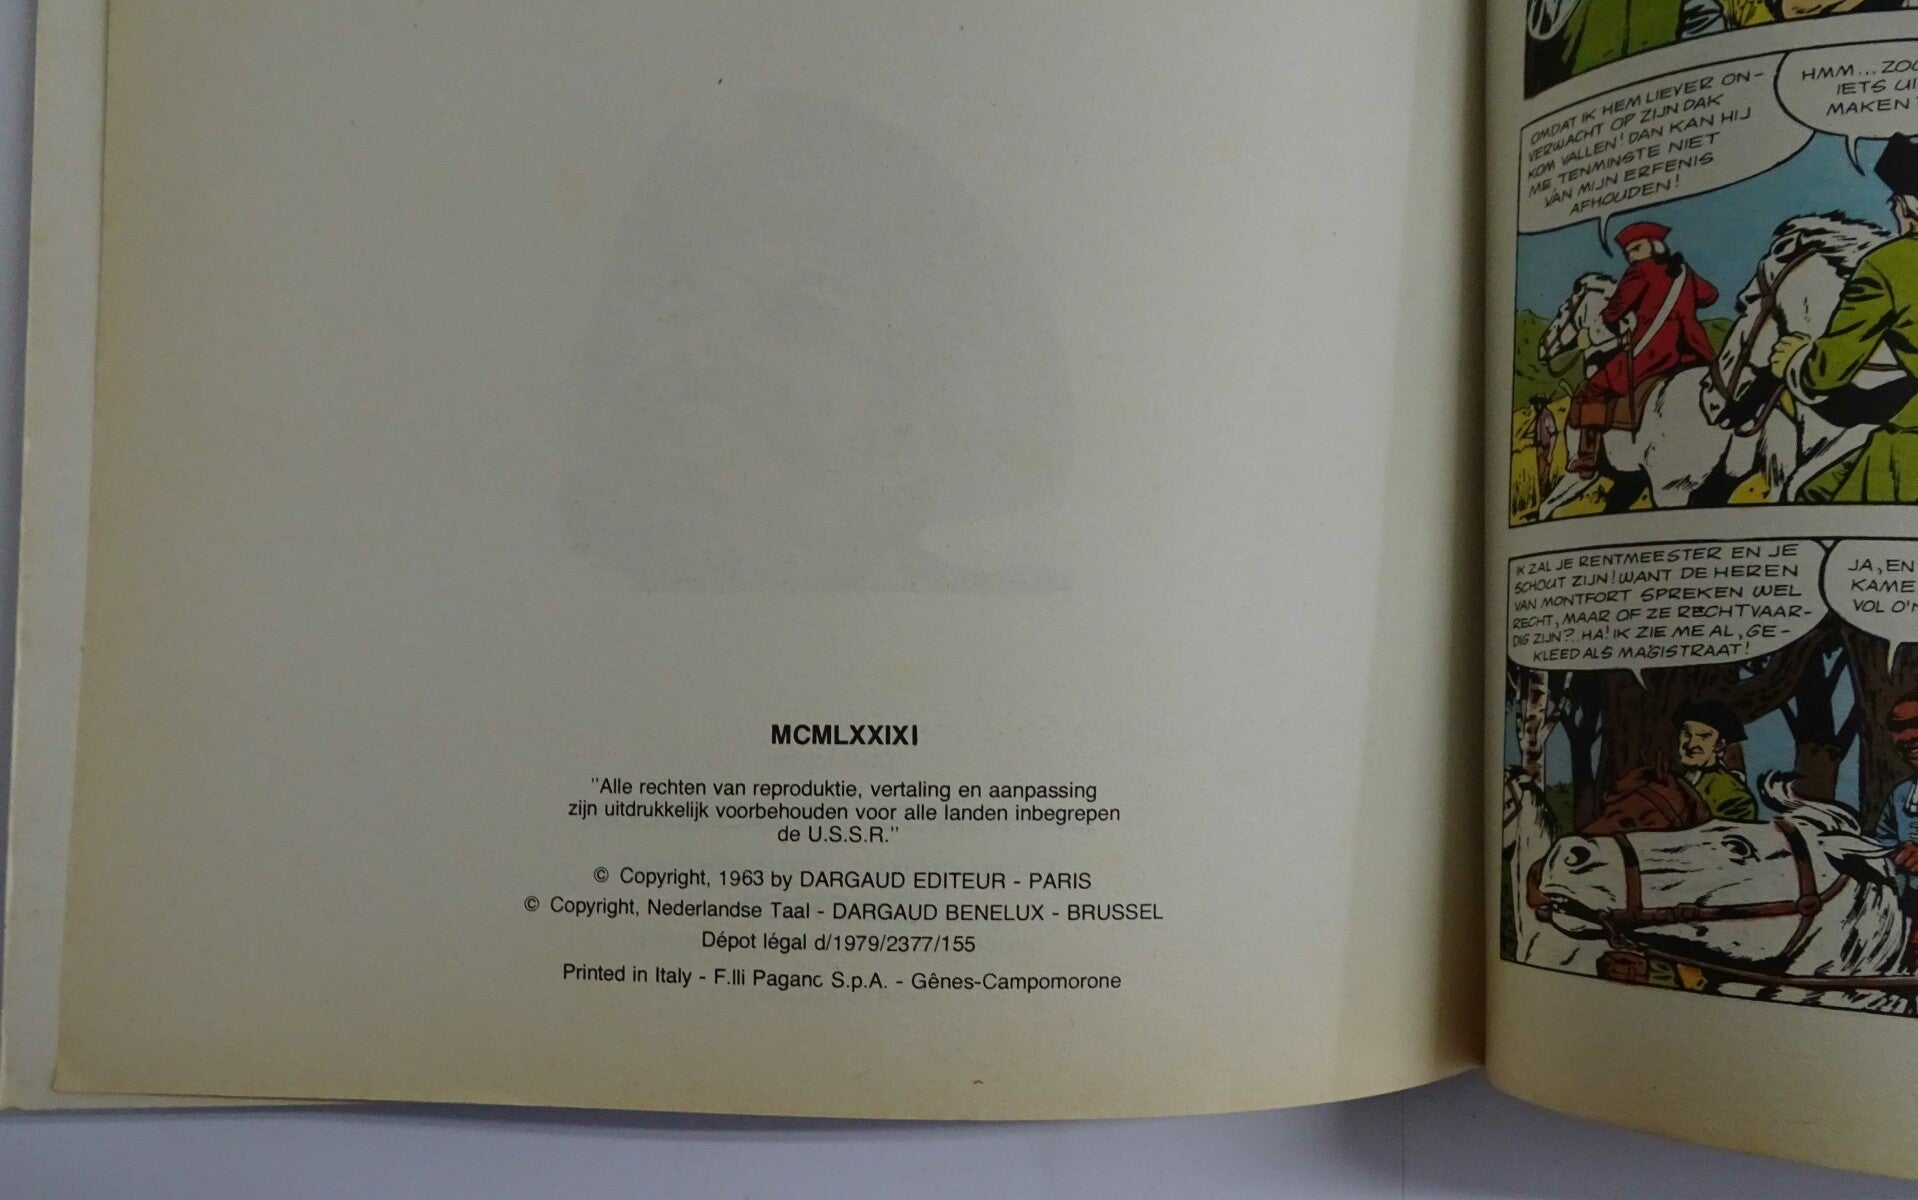 MCMLXXIXI
"Alle rechten van reproduktie, vertaling en aanpassing
zijn uitdrukkelijk voorbehouden voor alle landen inbegrepen
de U.S.S.R."
© Copyright, 1963 by DARGAUD EDITEUR - PARIS
© Copyright, Nederlandse Taal - DARGAUD BENELUX - BRUSSEL
Dépot légal d/1979/2377/155
Printed in Italy - F.lli Pagano S.p.A. - Gênes-Campomorone
OMDAT IK HEM LIEVER ON-
VERWACHT OP ZIJN DAK
KOM VALLEN! DAN KAN HIJ
ME TENMINSTE NIET
VAN MIJN ERFENIS
AFHOUDEN!
HMM...
IETS
MAKEN
IK ZAL JE RENTMEESTER EN JE
SCHOUT ZIJN! WANT DE HEREN
VAN MONTFORT SPREKEN WEL
RECHT, MAAR OF ZE RECHTVAAR-
DIG ZIJN?..HA! IK ZIE ME AL, GE-
KLEED ALS MAGISTRAAT!
JA, EN
KAME
VOL